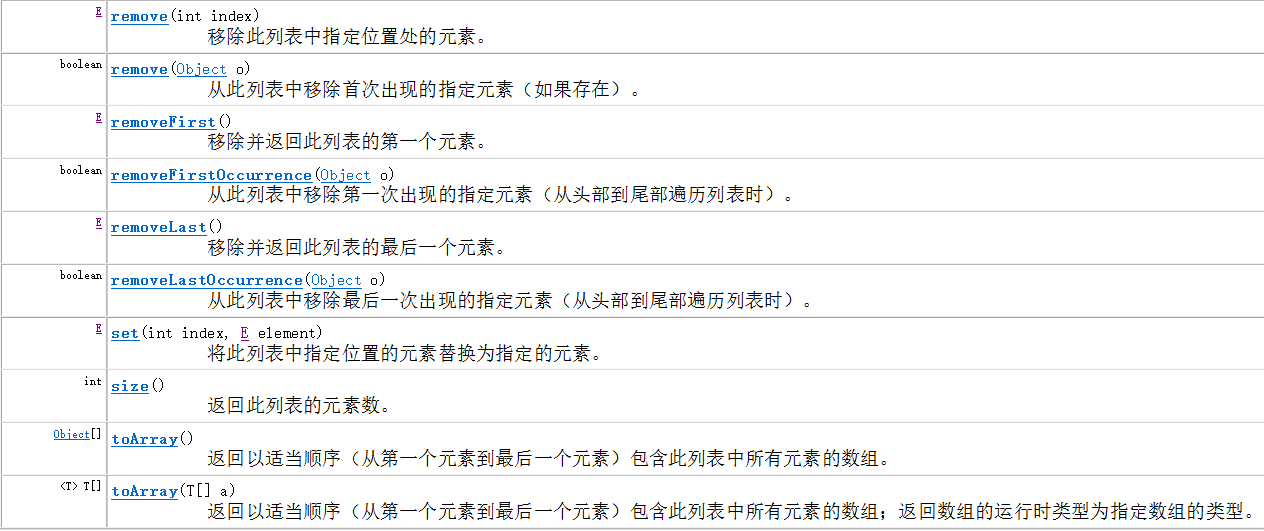 E remove(int index)
移除此列表中指定位置处的元素。
boolean remove(Object o)
从此列表中移除首次出现的指定元素（如果存在）。
E removeFirst()
移除并返回此列表的第一个元素。
boolean removeFirstOccurrence(Object o)
从此列表中移除第一次出现的指定元素（从头部到尾部遍历列表时）。
E removeLast()
移除并返回此列表的最后一个元素。
boolean removeLastOccurrence(Object o)
从此列表中移除最后一次出现的指定元素（从头部到尾部遍历列表时）。
E set(int index, E element)
将此列表中指定位置的元素替换为指定的元素。
int size()
返回此列表的元素数。
Object[] toArray()
返回以适当顺序（从第一个元素到最后一个元素）包含此列表中所有元素的数组。
<T> T[] toArray(T[] a)
返回以适当顺序（从第一个元素到最后一个元素）包含此列表中所有元素的数组；返回数组的运行时类型为指定数组的类型。